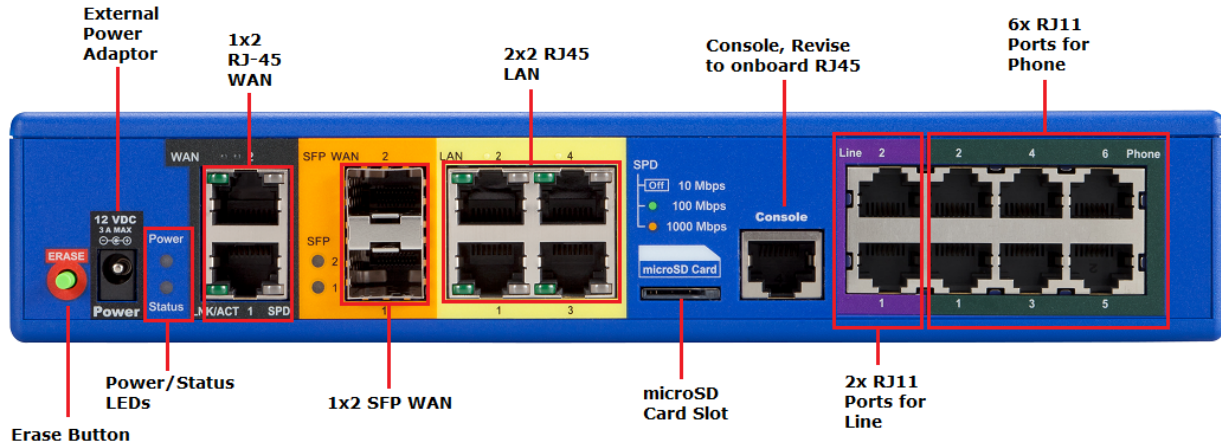 External
Power
Adaptor
1x2
RJ-45
WAN
2x2 RJ45
LAN
Console, Revise
to onboard RJ45
6x RJ11
Ports for
Phone
WAN 2
SFP WAN 2
LAN 2 4
SPD
Off 10 Mbps
100 Mbps
1000 Mbps
Line 2
2 4 6 Phone
12 VDC
3 A MAX
Power
Status
ERASE
Power
LNK/ACT 1 SPD
SFP
2
1
1
1 3
microSD Card
Console
1
1 3 5
Power/Status
LEDs
Erase Button
1x2 SFP WAN
microSD
Card Slot
2x RJ11
Ports for
Line